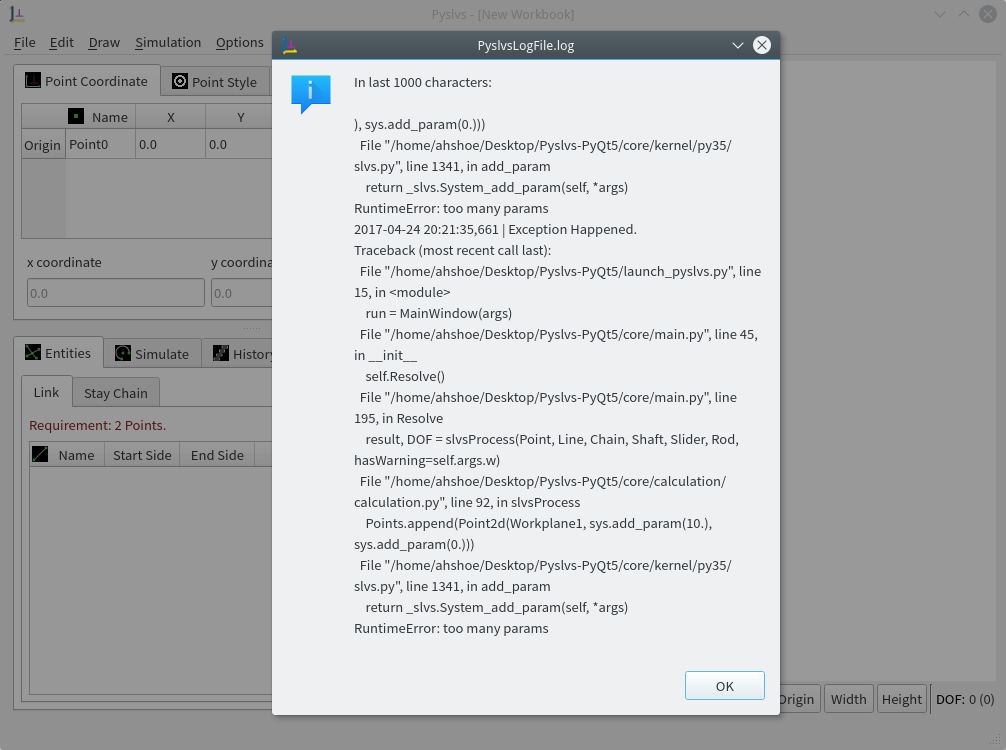 Pyslvs - [New Workbook]
File Edit Draw Simulation Options
PyslvsLogFile.log
Point Coordinate Point Style
Name X Y
Origin Point0 0.0 0.0
x coordinate y coordina
0.0 0.0
Entities Simulate History
Link Stay Chain
Requirement: 2 Points.
Name Start Side End Side
In last 1000 characters:
), sys.add_param(0.)))
File "/home/ahshoe/Desktop/Pyslvs-PyQt5/core/kernel/py35/
slvs.py", line 1341, in add_param
return _slvs.System_add_param(self, *args)
RuntimeError: too many params
2017-04-24 20:21:35,661 | Exception Happened.
Traceback (most recent call last):
File "/home/ahshoe/Desktop/Pyslvs-PyQt5/launch_pyslvs.py", line
15, in <module>
run = MainWindow(args)
File "/home/ahshoe/Desktop/Pyslvs-PyQt5/core/main.py", line 45,
in __init__
self.Resolve()
File "/home/ahshoe/Desktop/Pyslvs-PyQt5/core/main.py", line
195, in Resolve
result, DOF = slvsProcess(Point, Line, Chain, Shaft, Slider, Rod,
hasWarning=self.args.w)
File "/home/ahshoe/Desktop/Pyslvs-PyQt5/core/calculation/
calculation.py", line 92, in slvsProcess
Points.append(Point2d(Workplane1, sys.add_param(10.),
sys.add_param(0.)))
File "/home/ahshoe/Desktop/Pyslvs-PyQt5/core/kernel/py35/
slvs.py", line 1341, in add_param
return _slvs.System_add_param(self, *args)
RuntimeError: too many params
OK
Origin Width Height DOF: 0 (0)